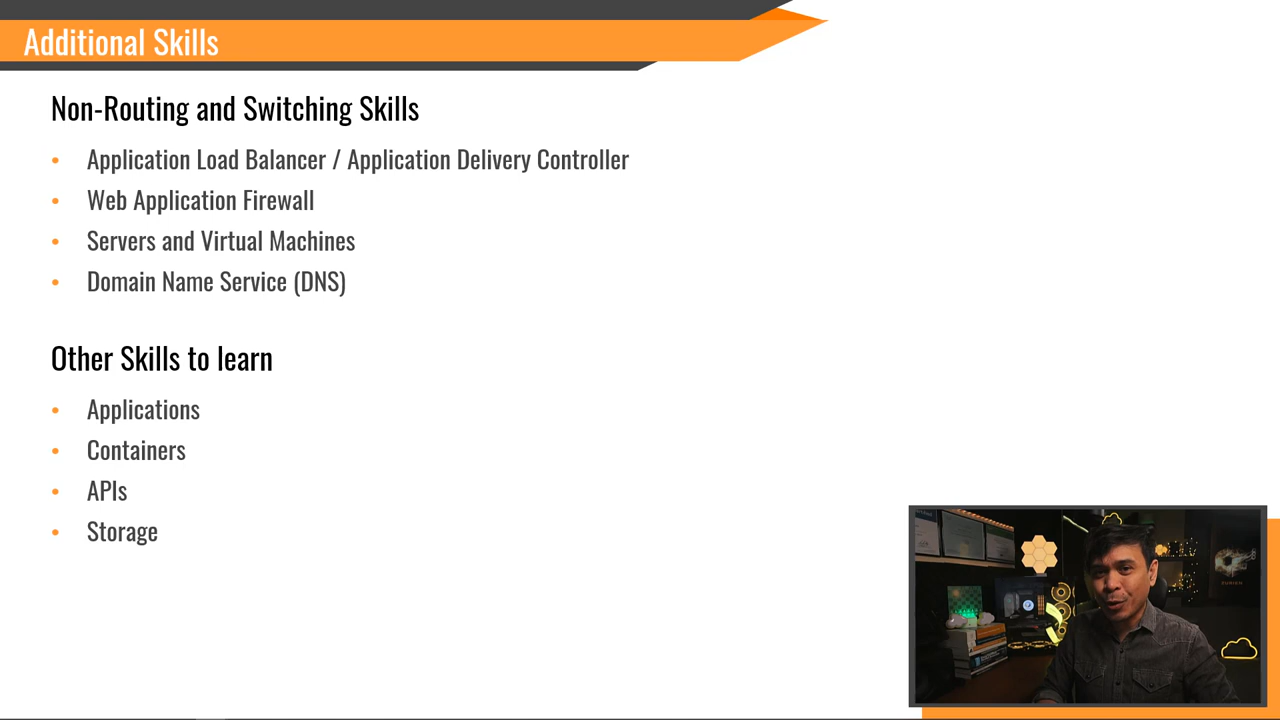 Additional Skills
Non-Routing and Switching Skills
• Application Load Balancer / Application Delivery Controller
• Web Application Firewall
• Servers and Virtual Machines
• Domain Name Service (DNS)
Other Skills to learn
• Applications
• Containers
• APIs
• Storage